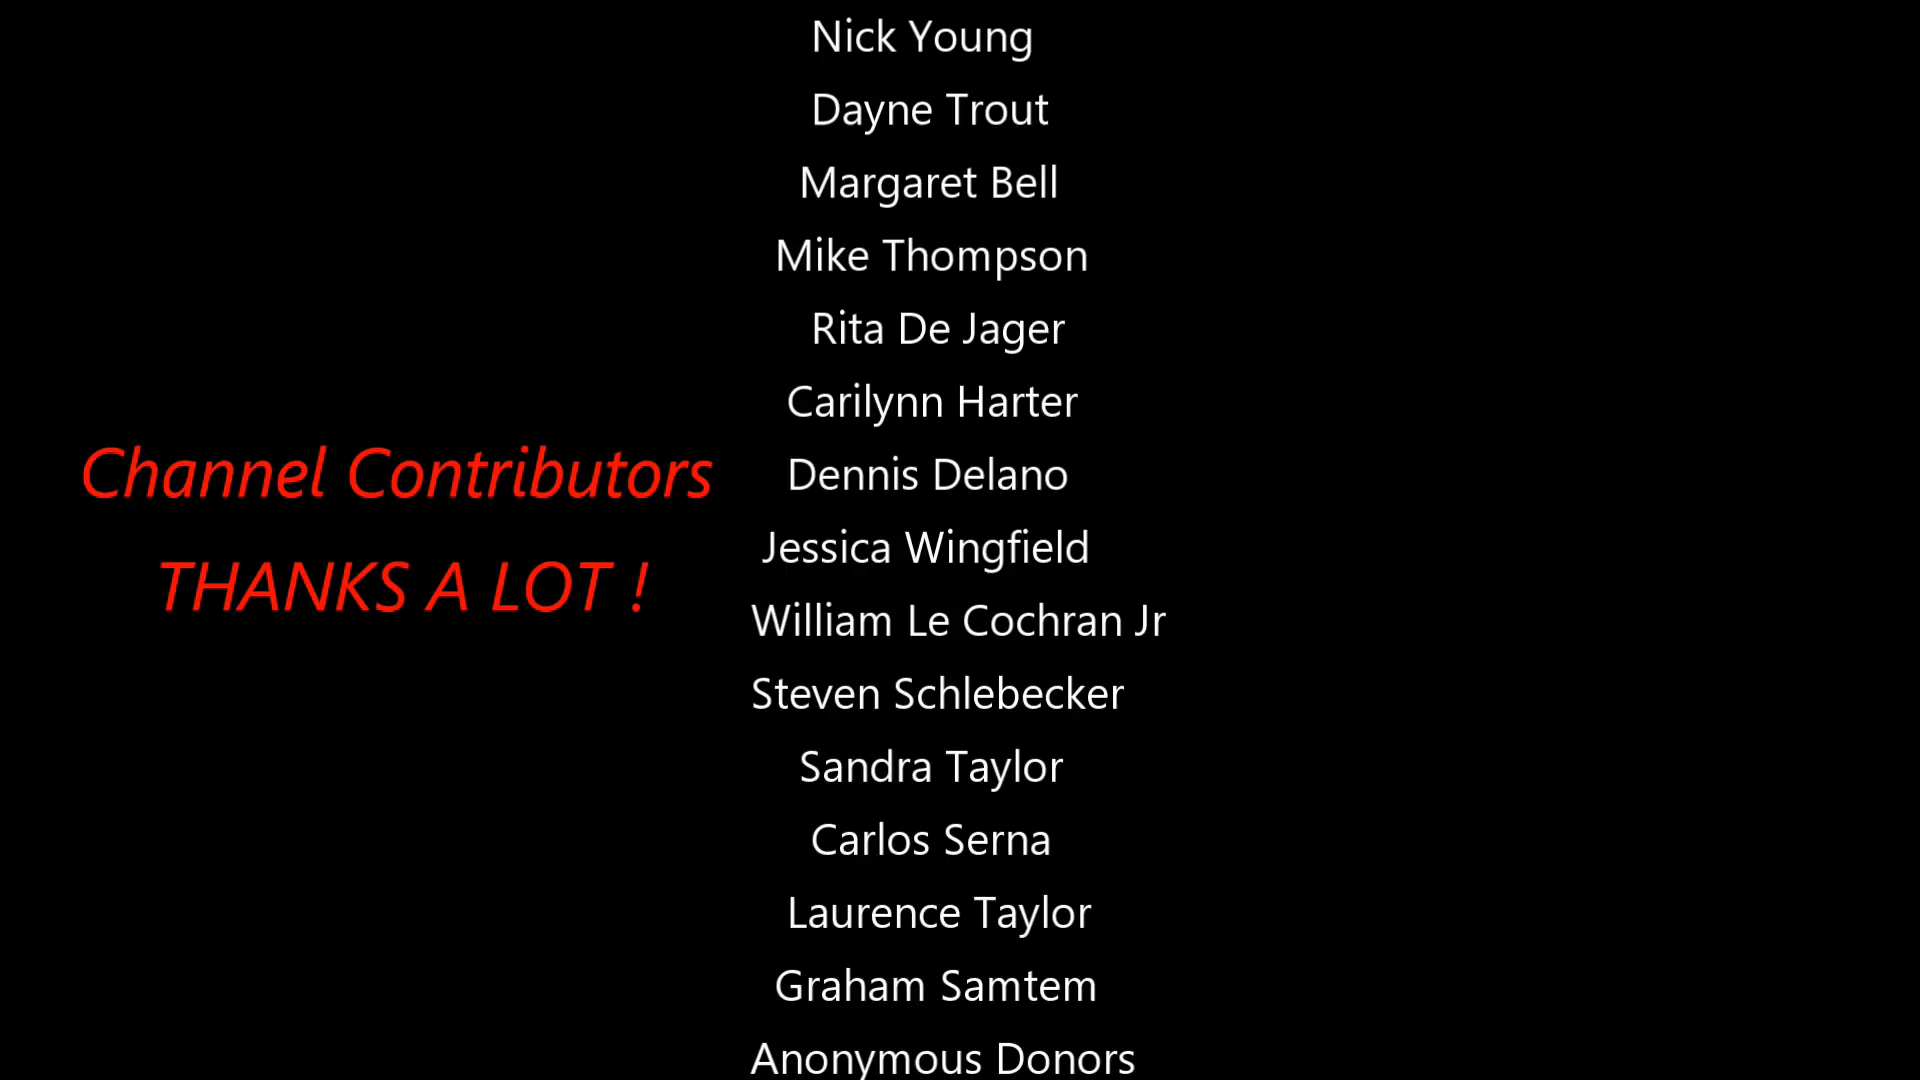 Nick Young
Dayne Trout
Margaret Bell
Mike Thompson
Rita De Jager
Carilynn Harter
Channel Contributors
THANKS A LOT !
Dennis Delano
Jessica Wingfield
William Le Cochran Jr
Steven Schlebecker
Sandra Taylor
Carlos Serna
Laurence Taylor
Graham Samtem
Anonymous Donors